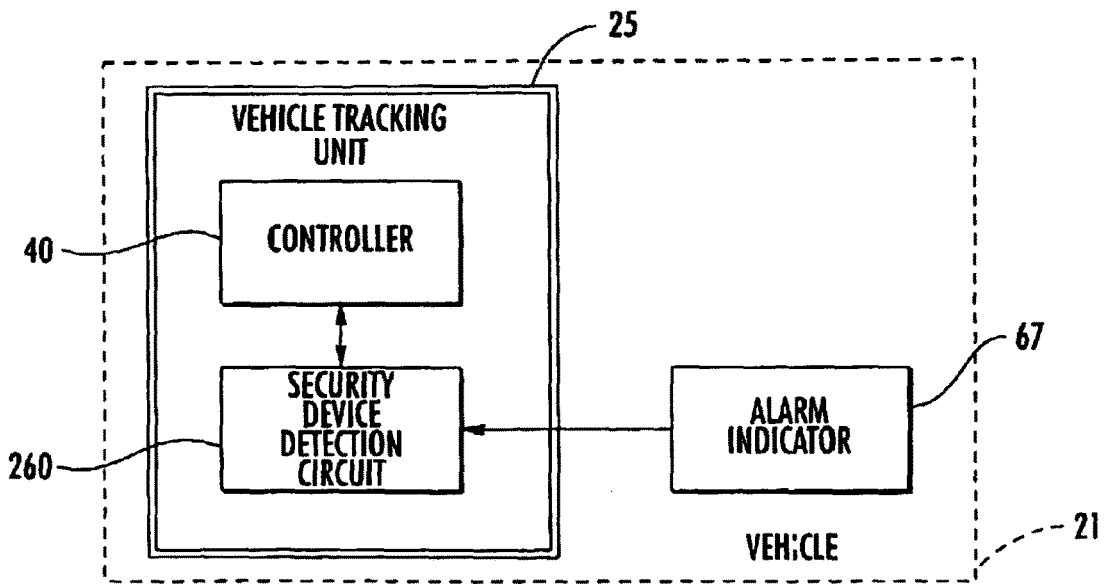 25
VEHICLE TRACKING
UNIT
CONTROLLER
40
SECURITY
DEVICE
DETECTION
CIRCUIT
260
ALARM
INDICATOR
67
VEHICLE
21